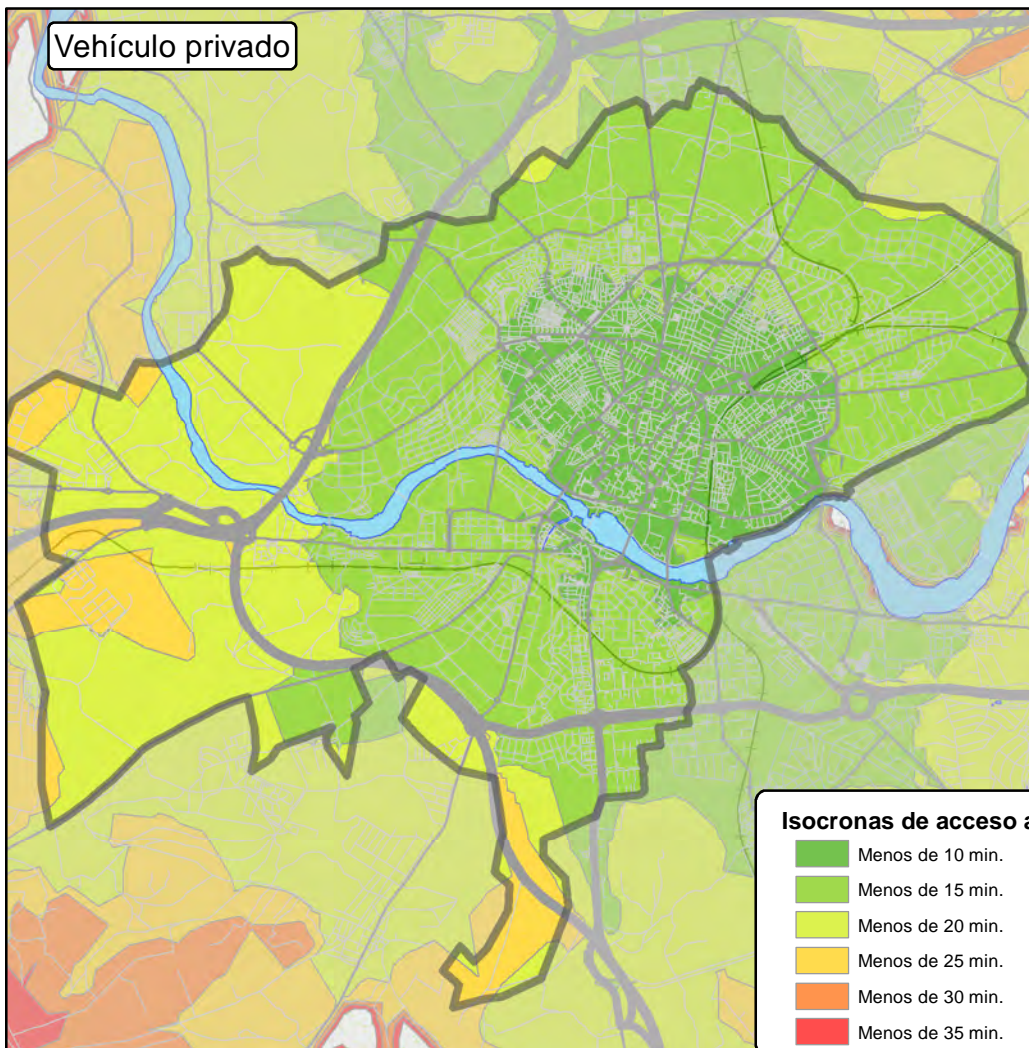 Vehículo privado
Isocronas de acceso a
Menos de 10 min.
Menos de 15 min.
Menos de 20 min.
Menos de 25 min.
Menos de 30 min.
Menos de 35 min.